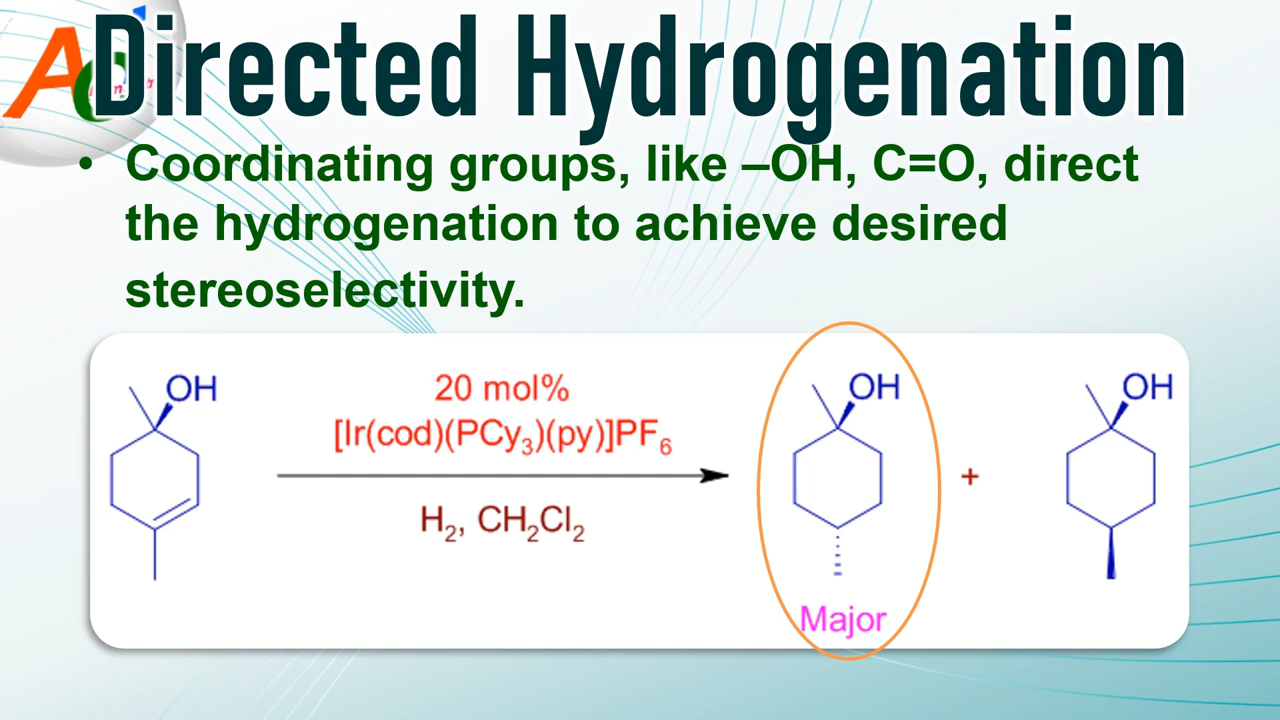 Directed Hydrogenation
• Coordinating groups, like –OH, C=O, direct
the hydrogenation to achieve desired
stereoselectivity.
OH
20 mol%
[Ir(cod)(PCy₃)(py)]PF₆
H₂, CH₂Cl₂
OH
Major
+
OH